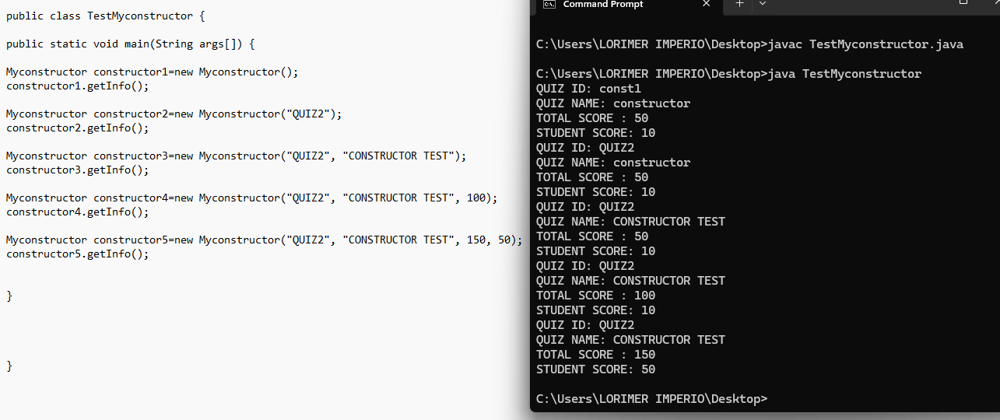 public class TestMyconstructor {
public static void main(String args[]) {
Myconstructor constructor1=new Myconstructor();
constructor1.getInfo();
Myconstructor constructor2=new Myconstructor("QUIZ2");
constructor2.getInfo();
Myconstructor constructor3=new Myconstructor("QUIZ2", "CONSTRUCTOR TEST");
constructor3.getInfo();
Myconstructor constructor4=new Myconstructor("QUIZ2", "CONSTRUCTOR TEST", 100);
constructor4.getInfo();
Myconstructor constructor5=new Myconstructor("QUIZ2", "CONSTRUCTOR TEST", 150, 50);
constructor5.getInfo();
}
}
Command Prompt
C:\Users\LORIMER IMPERIO\Desktop>javac TestMyconstructor.java
C:\Users\LORIMER IMPERIO\Desktop>java TestMyconstructor
QUIZ ID: const1
QUIZ NAME: constructor
TOTAL SCORE : 50
STUDENT SCORE: 10
QUIZ ID: QUIZ2
QUIZ NAME: constructor
TOTAL SCORE : 50
STUDENT SCORE: 10
QUIZ ID: QUIZ2
QUIZ NAME: CONSTRUCTOR TEST
TOTAL SCORE : 50
STUDENT SCORE: 10
QUIZ ID: QUIZ2
QUIZ NAME: CONSTRUCTOR TEST
TOTAL SCORE : 100
STUDENT SCORE: 10
QUIZ ID: QUIZ2
QUIZ NAME: CONSTRUCTOR TEST
TOTAL SCORE : 150
STUDENT SCORE: 50
C:\Users\LORIMER IMPERIO\Desktop>